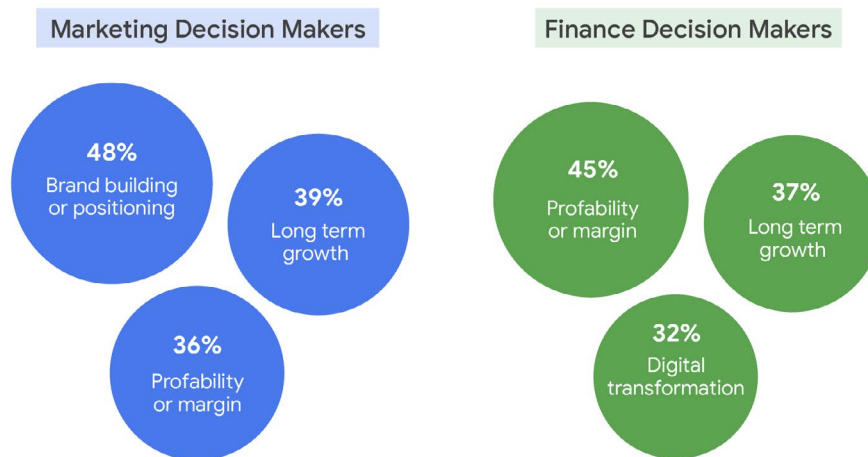 Marketing Decision Makers
48%
Brand building
or positioning
39%
Long term
growth
36%
Profability
or margin
Finance Decision Makers
45%
Profability
or margin
37%
Long term
growth
32%
Digital
transformation